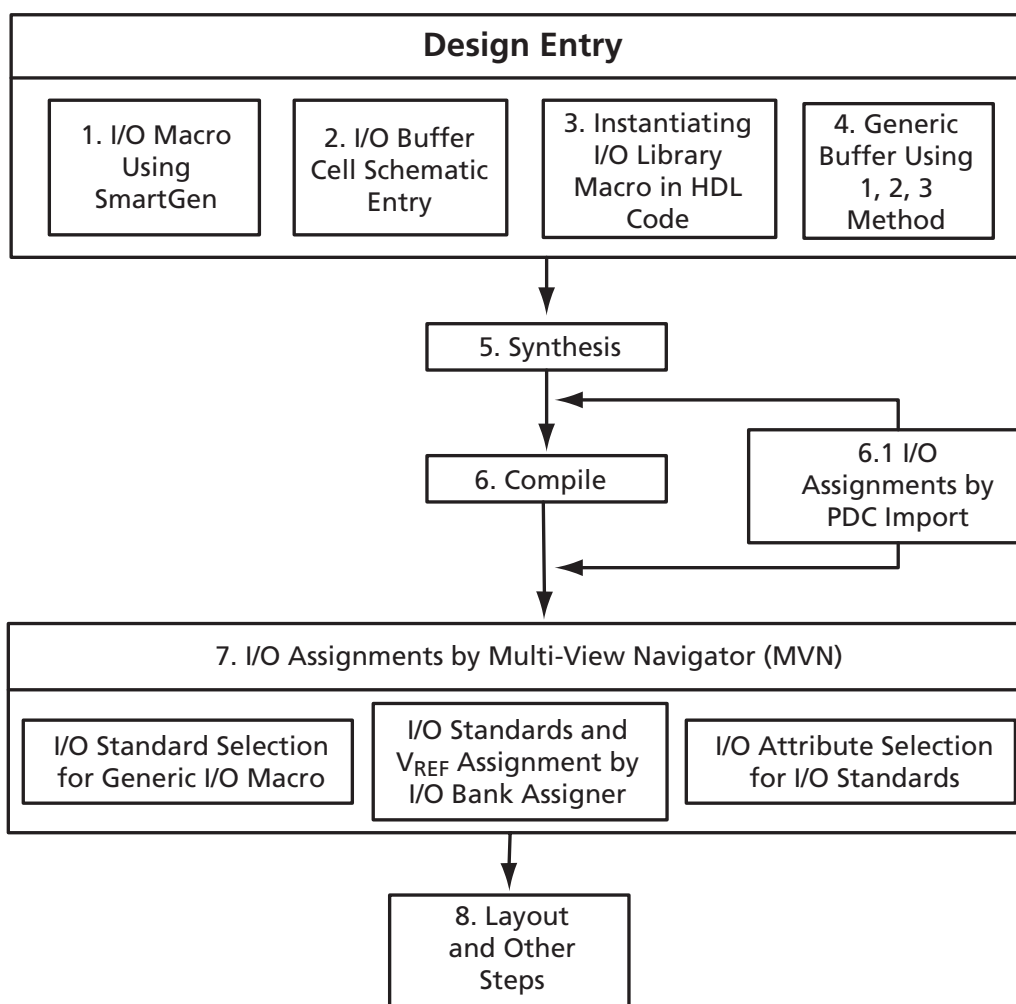 Design Entry
1. I/O Macro
Using
SmartGen
2. I/O Buffer
Cell Schematic
Entry
3. Instantiating
I/O Library
Macro in HDL
Code
4. Generic
Buffer Using
1, 2, 3
Method
5. Synthesis
6.1 I/O
Assignments by
PDC Import
6. Compile
7. I/O Assignments by Multi-View Navigator (MVN)
I/O Standard Selection
for Generic I/O Macro
I/O Standards and
VREF Assignment by
I/O Bank Assigner
I/O Attribute Selection
for I/O Standards
8. Layout
and Other
Steps